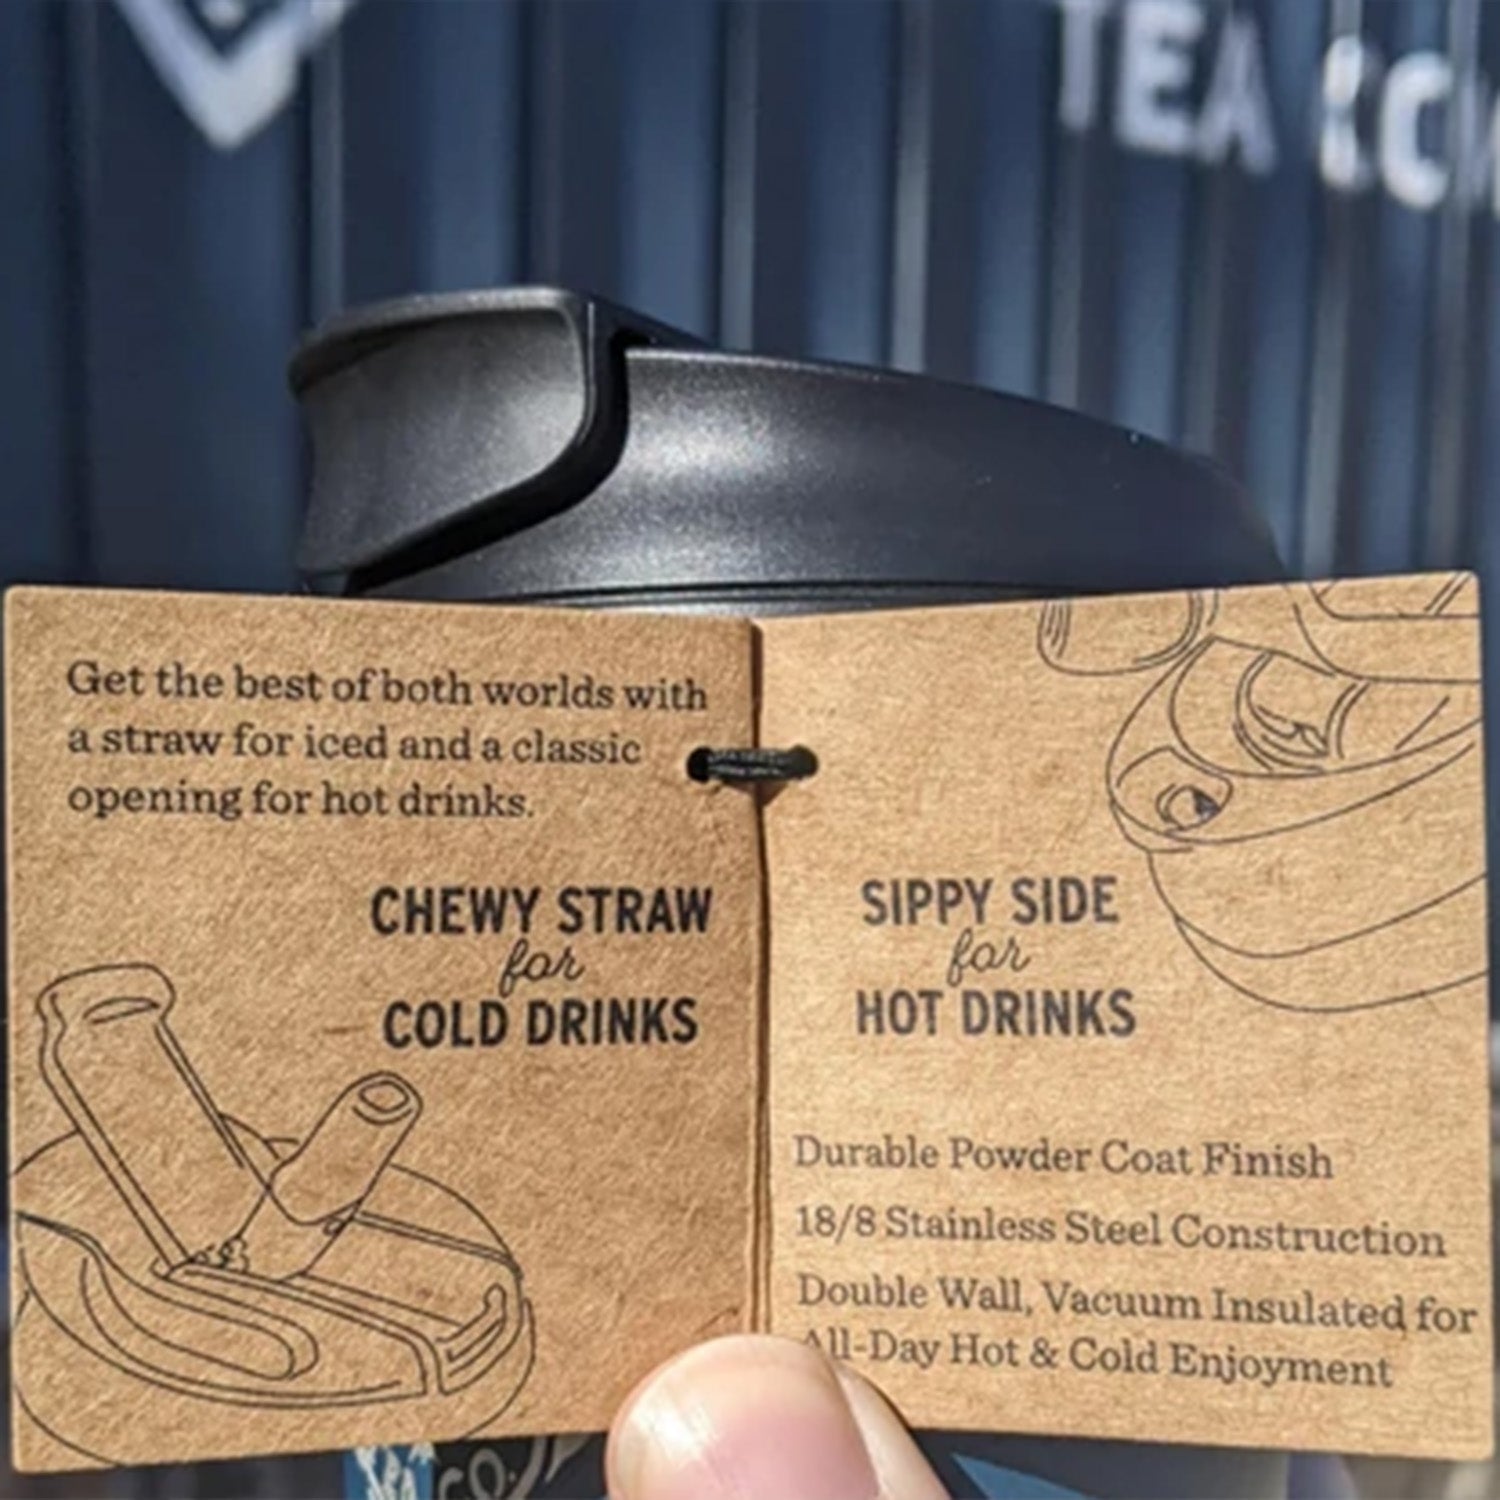 TEA
Get the best of both worlds with
a straw for iced and a classic
opening for hot drinks.
CHEWY STRAW
for
COLD DRINKS
SIPPY SIDE
for
HOT DRINKS
Durable Powder Coat Finish
18/8 Stainless Steel Construction
Double Wall, Vacuum Insulated for
All-Day Hot & Cold Enjoyment